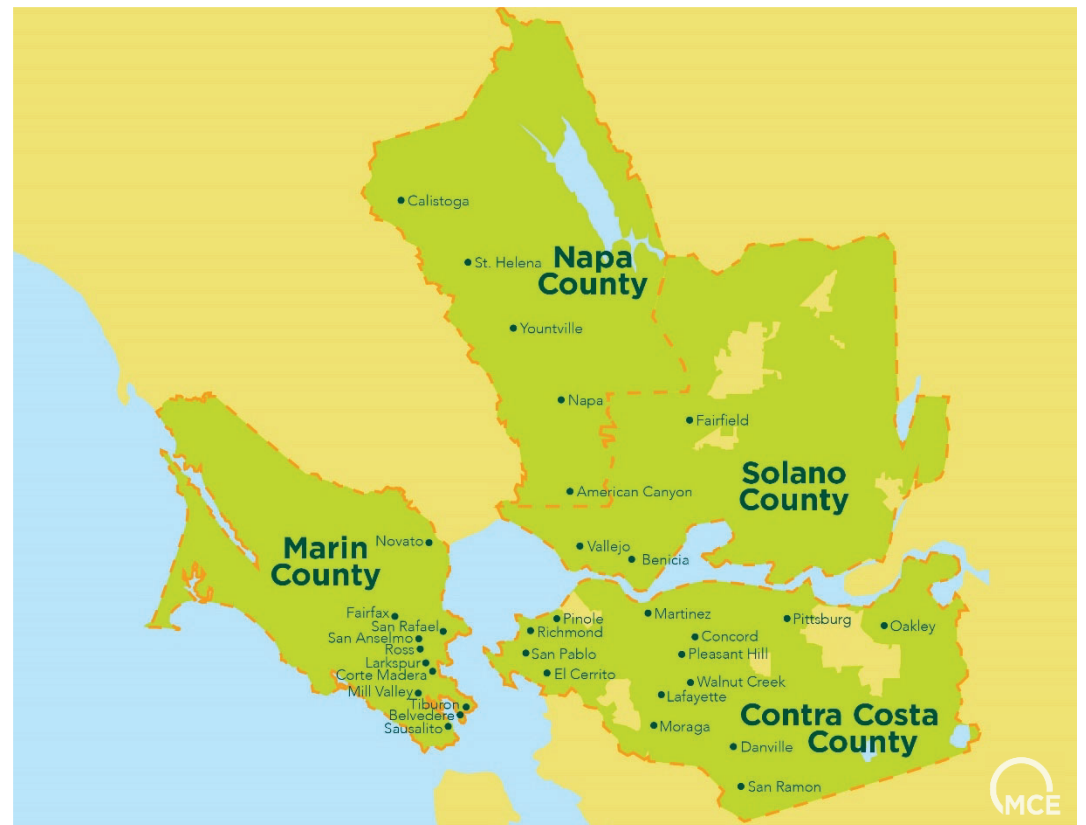 Calistoga
St. Helena
Napa
County
Yountville
Napa
Fairfield
Solano
County
American Canyon
Vallejo
Benicia
Novato
Marin
County
Fairfax
San Rafael
San Anselmo
Ross
Larkspur
Corte Madera
Mill Valley
Tiburon
Belvedere
Sausalito
Pinole
Richmond
San Pablo
El Cerrito
Martinez
Concord
Pleasant Hill
Pittsburg
Oakley
Walnut Creek
Lafayette
Moraga
Contra Costa
County
Danville
San Ramon
MCE